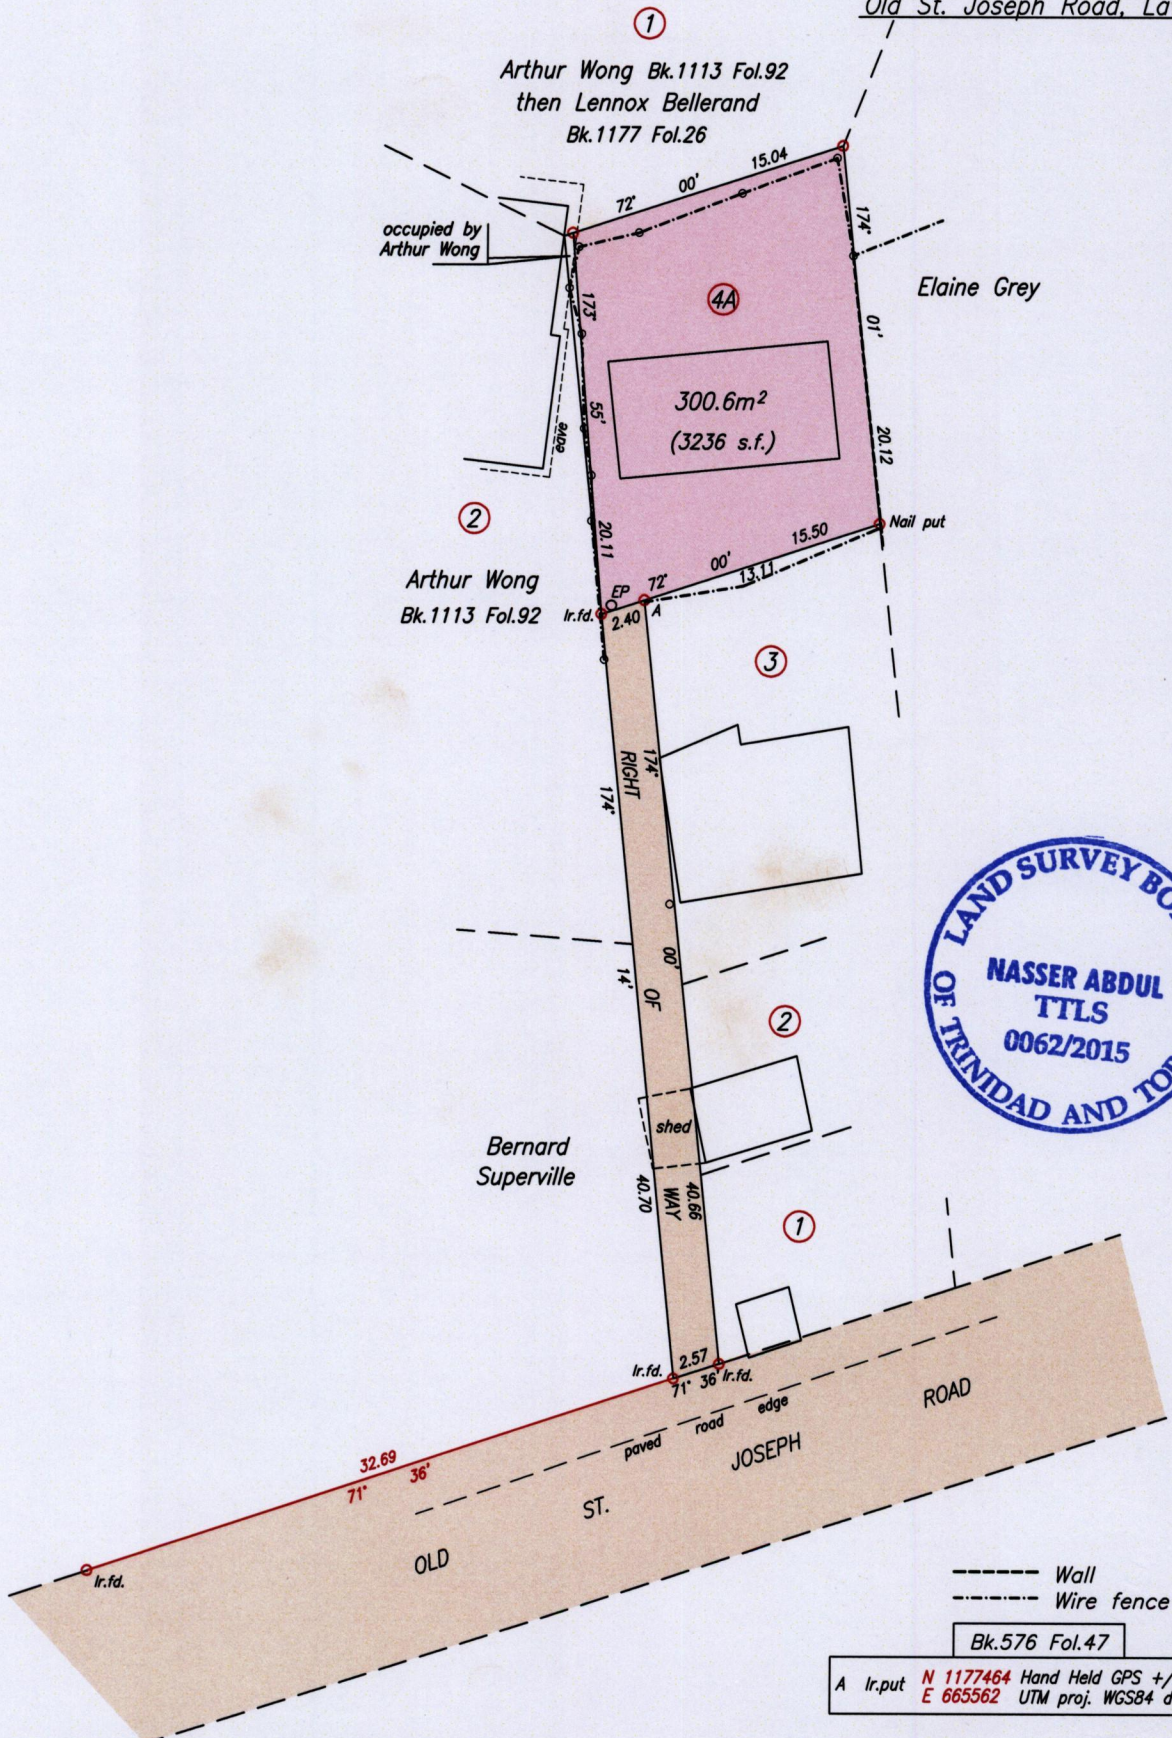 Old St. Joseph Road, La
1
Arthur Wong Bk.1113 Fol.92
then Lennox Bellerand
Bk.1177 Fol.26
72° 00' 15.04
occupied by
Arthur Wong
174° 01' 20.12
Elaine Grey
4A
173° 55' 20.11
300.6m²
(3236 s.f.)
eave
2
Nail put
72° 00' 15.50
13.11
Arthur Wong
Bk.1113 Fol.92
Ir.fd.
EP
2.40
A
3
RIGHT OF WAY
174° 00' 40.66
174° 14' 40.70
2
shed
Bernard
Superville
1
LAND SURVEY BO
OF TRINIDAD AND TOB
NASSER ABDUL
TTLS
0062/2015
Ir.fd.
2.57
71° 36'
Ir.fd.
32.69
71° 36'
Ir.fd.
paved road edge
OLD ST. JOSEPH ROAD
Wall
Wire fence
Bk.576 Fol.47
A Ir.put N 1177464 Hand Held GPS +/
E 665562 UTM proj. WGS84 d